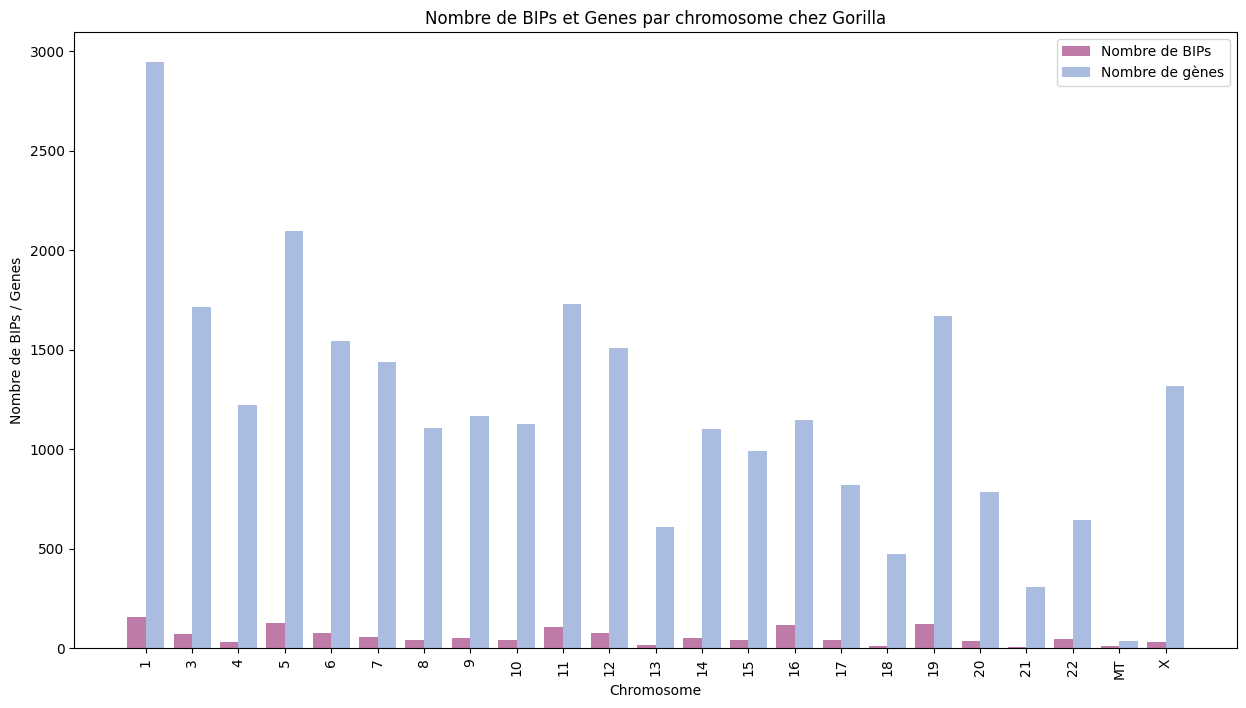 Nombre de BIPs et Genes par chromosome chez Gorilla
Nombre de BIPs
Nombre de gènes
Nombre de BIPs / Genes
3000
2500
2000
1500
1000
500
0
1 3 4 5 6 7 8 9 10 11 12 13 14 15 16 17 18 19 20 21 22 MT X
Chromosome